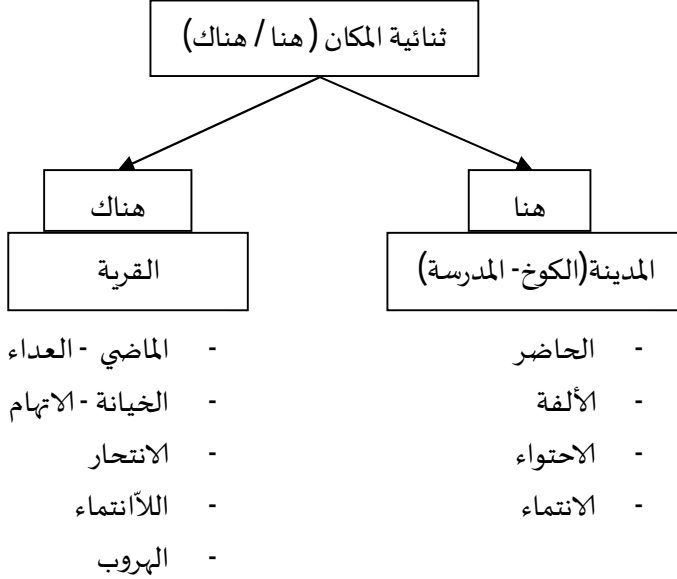 ثنائية المكان (هنا / هناك)
هنا
المدينة(الكوخ- المدرسة)
- الحاضر
- الألفة
- الاحتواء
- الانتماء
هناك
القرية
- الماضي - العداء
- الخيانة - الاتهام
- الانتحار
- اللاّانتماء
- الهروب